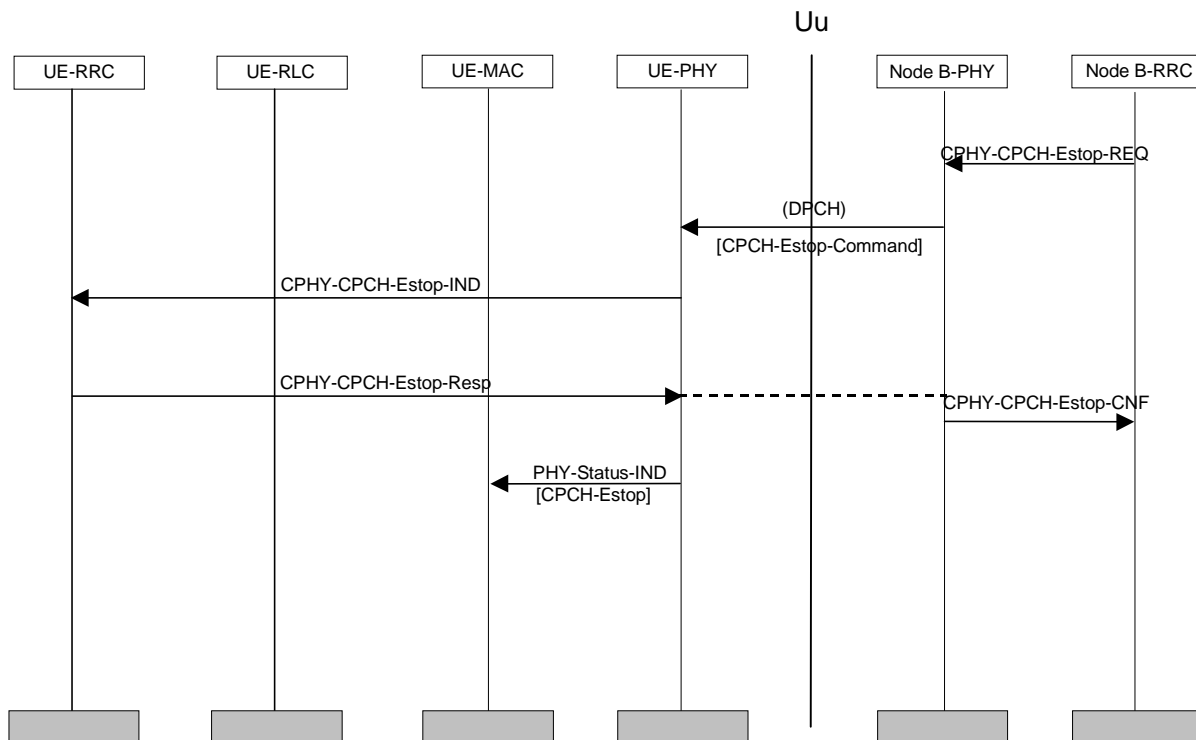 Uu
UE-RRC
UE-RLC
UE-MAC
UE-PHY
Node B-PHY
Node B-RRC
CPHY-CPCH-Estop-REQ
(DPCH)
[CPCH-Estop-Command]
CPHY-CPCH-Estop-IND
CPHY-CPCH-Estop-Resp
CPHY-CPCH-Estop-CNF
PHY-Status-IND
[CPCH-Estop]